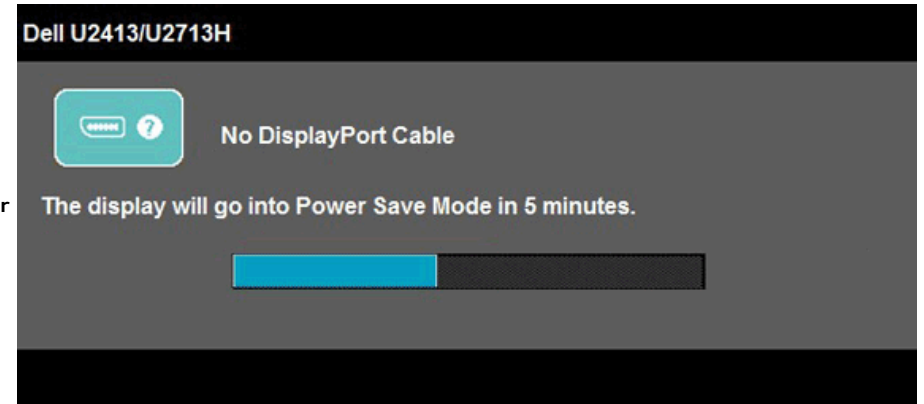 Dell U2413/U2713H
?
No DisplayPort Cable
r
The display will go into Power Save Mode in 5 minutes.